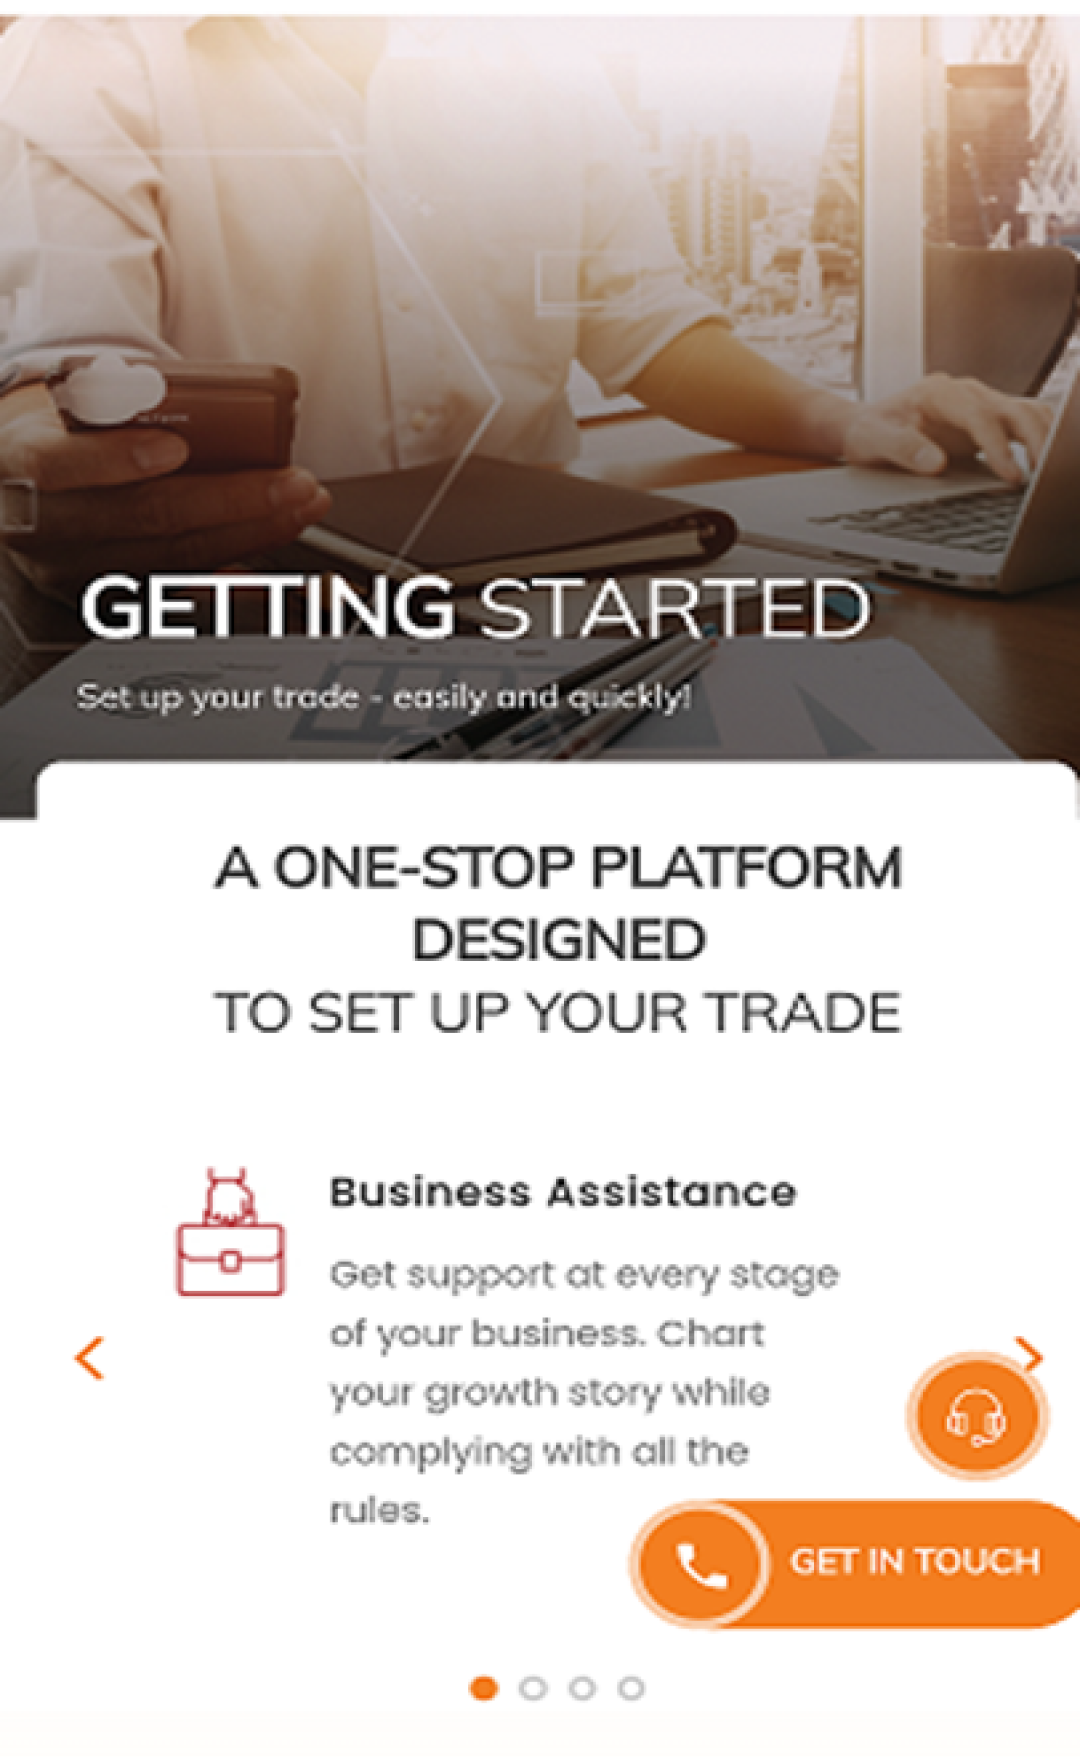 GETTING STARTED
Set up your trade - easily and quickly!
A ONE-STOP PLATFORM
DESIGNED
TO SET UP YOUR TRADE
Business Assistance
Get support at every stage
of your business. Chart
your growth story while
complying with all the
rules.
GET IN TOUCH